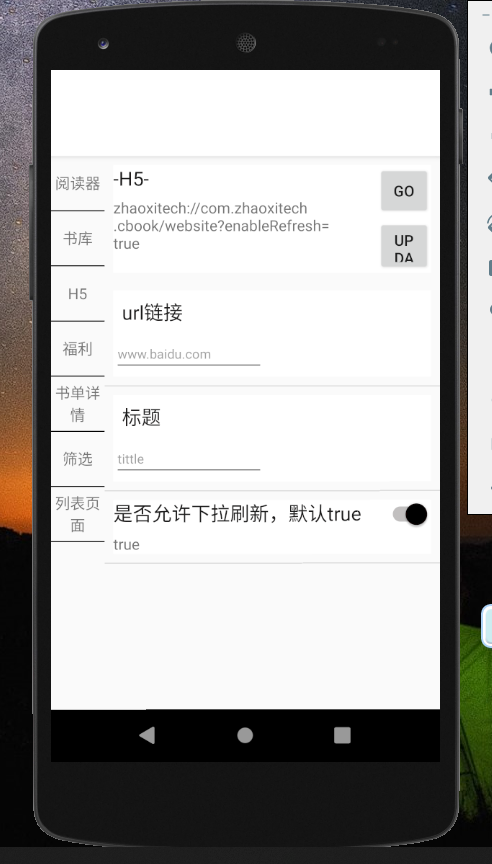 阅读器
书库
H5
福利
书单详
情
筛选
列表页
面
-H5-
zhaoxitech://com.zhaoxitech
.cbook/website?enableRefresh=
true
GO
UP
DA
url链接
www.baidu.com
标题
tittle
是否允许下拉刷新，默认true
true